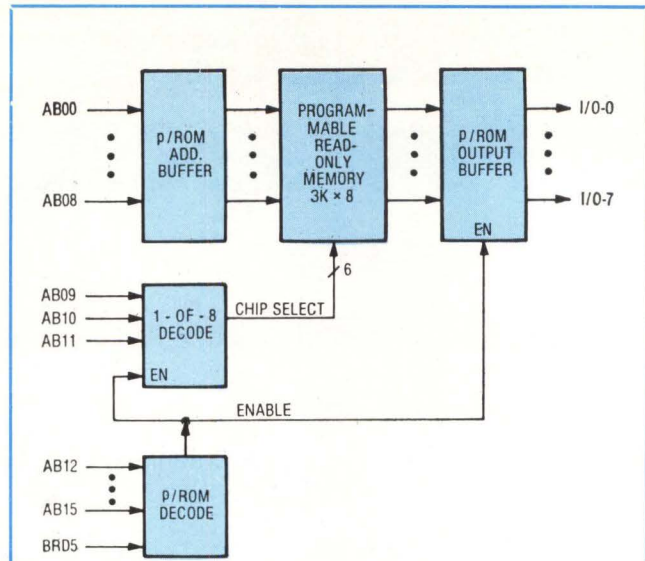 AB00
AB08
p/ROM
ADD.
BUFFER
PROGRAM-
MABLE
READ-
ONLY
MEMORY
3K × 8
p/ROM
OUTPUT
BUFFER
EN
I/O-0
I/O-7
6
AB09
AB10
AB11
1 - OF - 8
DECODE
EN
CHIP SELECT
ENABLE
AB12
AB15
BRD5
p/ROM
DECODE